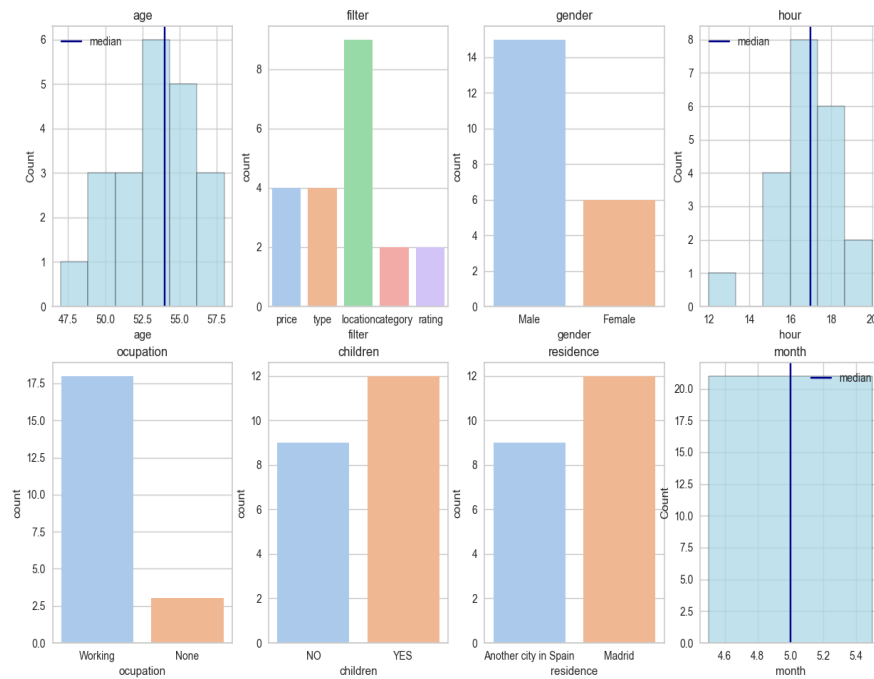 age
filter
gender
hour
6
5
4
3
2
1
0
median
Count
47.5 50.0 52.5 55.0 57.5
age
8
6
4
2
0
count
price type location category rating
filter
14
12
10
8
6
4
2
0
count
Male Female
gender
8
7
6
5
4
3
2
1
0
median
Count
12 14 16 18 20
hour
ocupation
children
residence
month
17.5
15.0
12.5
10.0
7.5
5.0
2.5
0.0
count
Working None
ocupation
12
10
8
6
4
2
0
count
NO YES
children
12
10
8
6
4
2
0
count
Another city in Spain Madrid
residence
20.0
17.5
15.0
12.5
10.0
7.5
5.0
2.5
0.0
median
Count
4.6 4.8 5.0 5.2 5.4
month